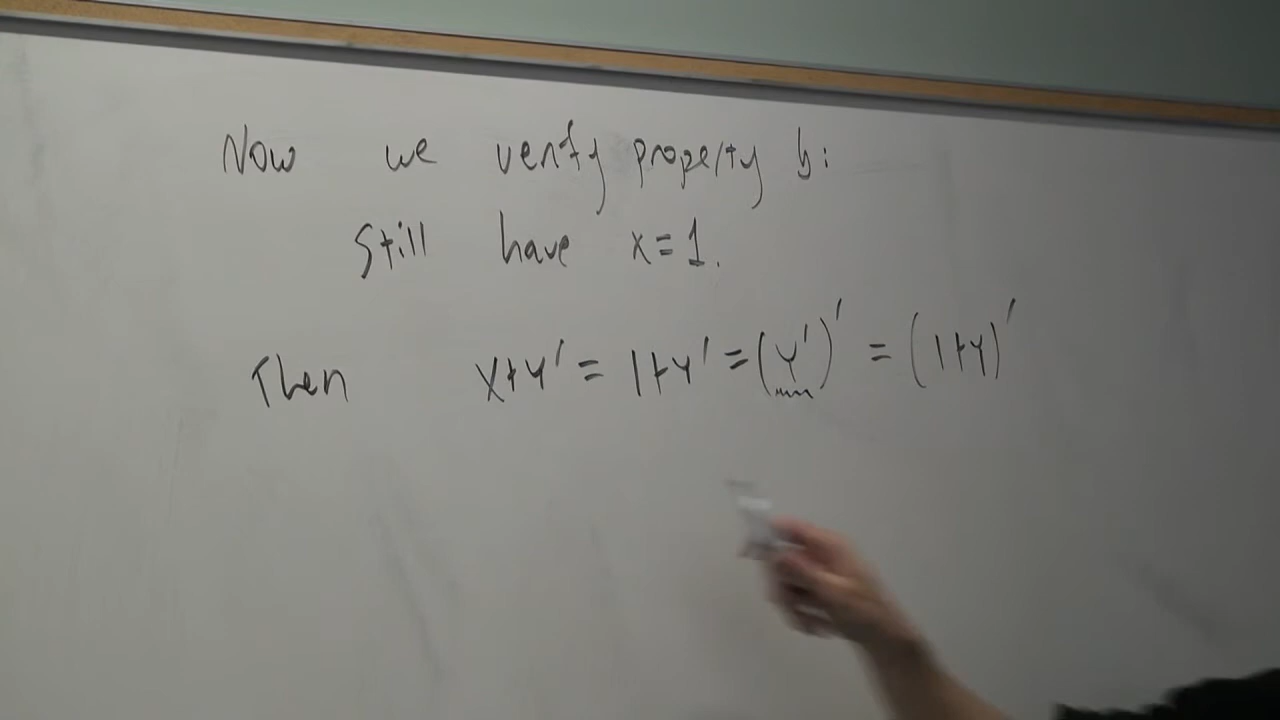 Now we verify property b:
Still have x=1.
Then x+y' = 1+y' = (y')' = (1+y)'